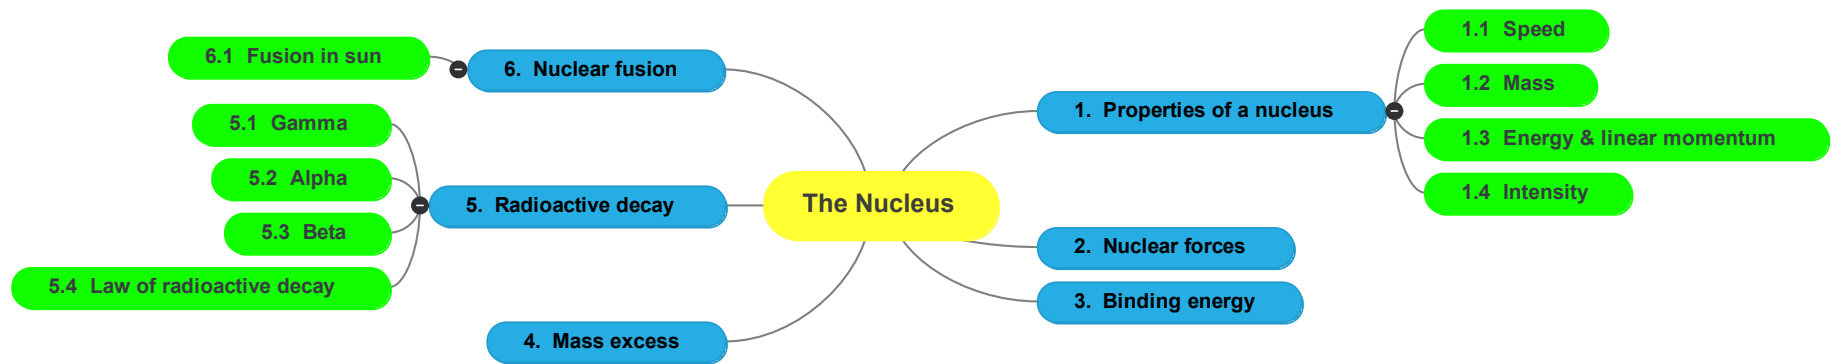 The Nucleus
1. Properties of a nucleus
1.1 Speed
1.2 Mass
1.3 Energy & linear momentum
1.4 Intensity
2. Nuclear forces
3. Binding energy
4. Mass excess
5. Radioactive decay
5.1 Gamma
5.2 Alpha
5.3 Beta
5.4 Law of radioactive decay
6. Nuclear fusion
6.1 Fusion in sun